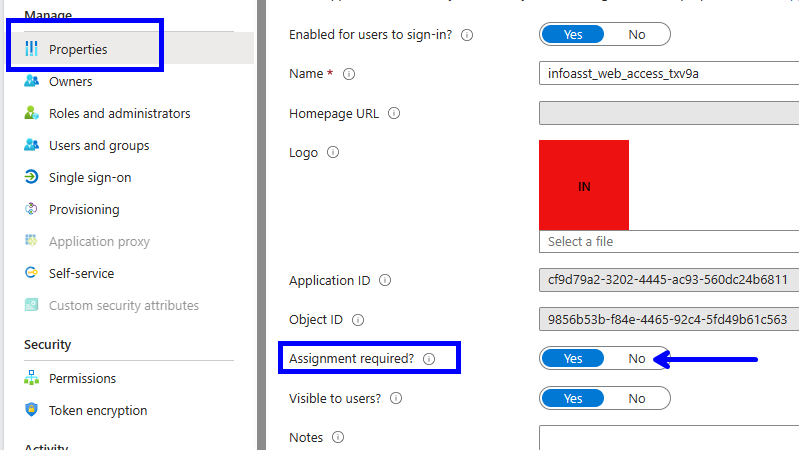 Manage
Properties
Owners
Roles and administrators
Users and groups
Single sign-on
Provisioning
Application proxy
Self-service
Custom security attributes
Security
Permissions
Token encryption
Activity
Enabled for users to sign-in?
Yes No
Name *
infoasst_web_access_txv9a
Homepage URL
Logo
IN
Select a file
Application ID
cf9d79a2-3202-4445-ac93-560dc24b6811
Object ID
9856b53b-f84e-4465-92c4-5fd49b61c563
Assignment required?
Yes No
Visible to users?
Yes No
Notes